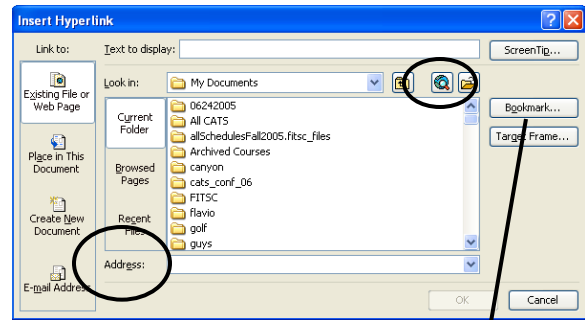 Insert Hyperlink
Link to:
Text to display:
ScreenTip...
Existing File or
Web Page
Look in:
My Documents
Bookmark...
Target Frame...
Place in This
Document
Current
Folder
Browsed
Pages
Recent
Files
06242005
All CATS
allSchedulesFall2005.fitsc_files
Archived Courses
canyon
cats_conf_06
FITSC
flavio
golf
guys
Create New
Document
E-mail Address
Address:
OK
Cancel